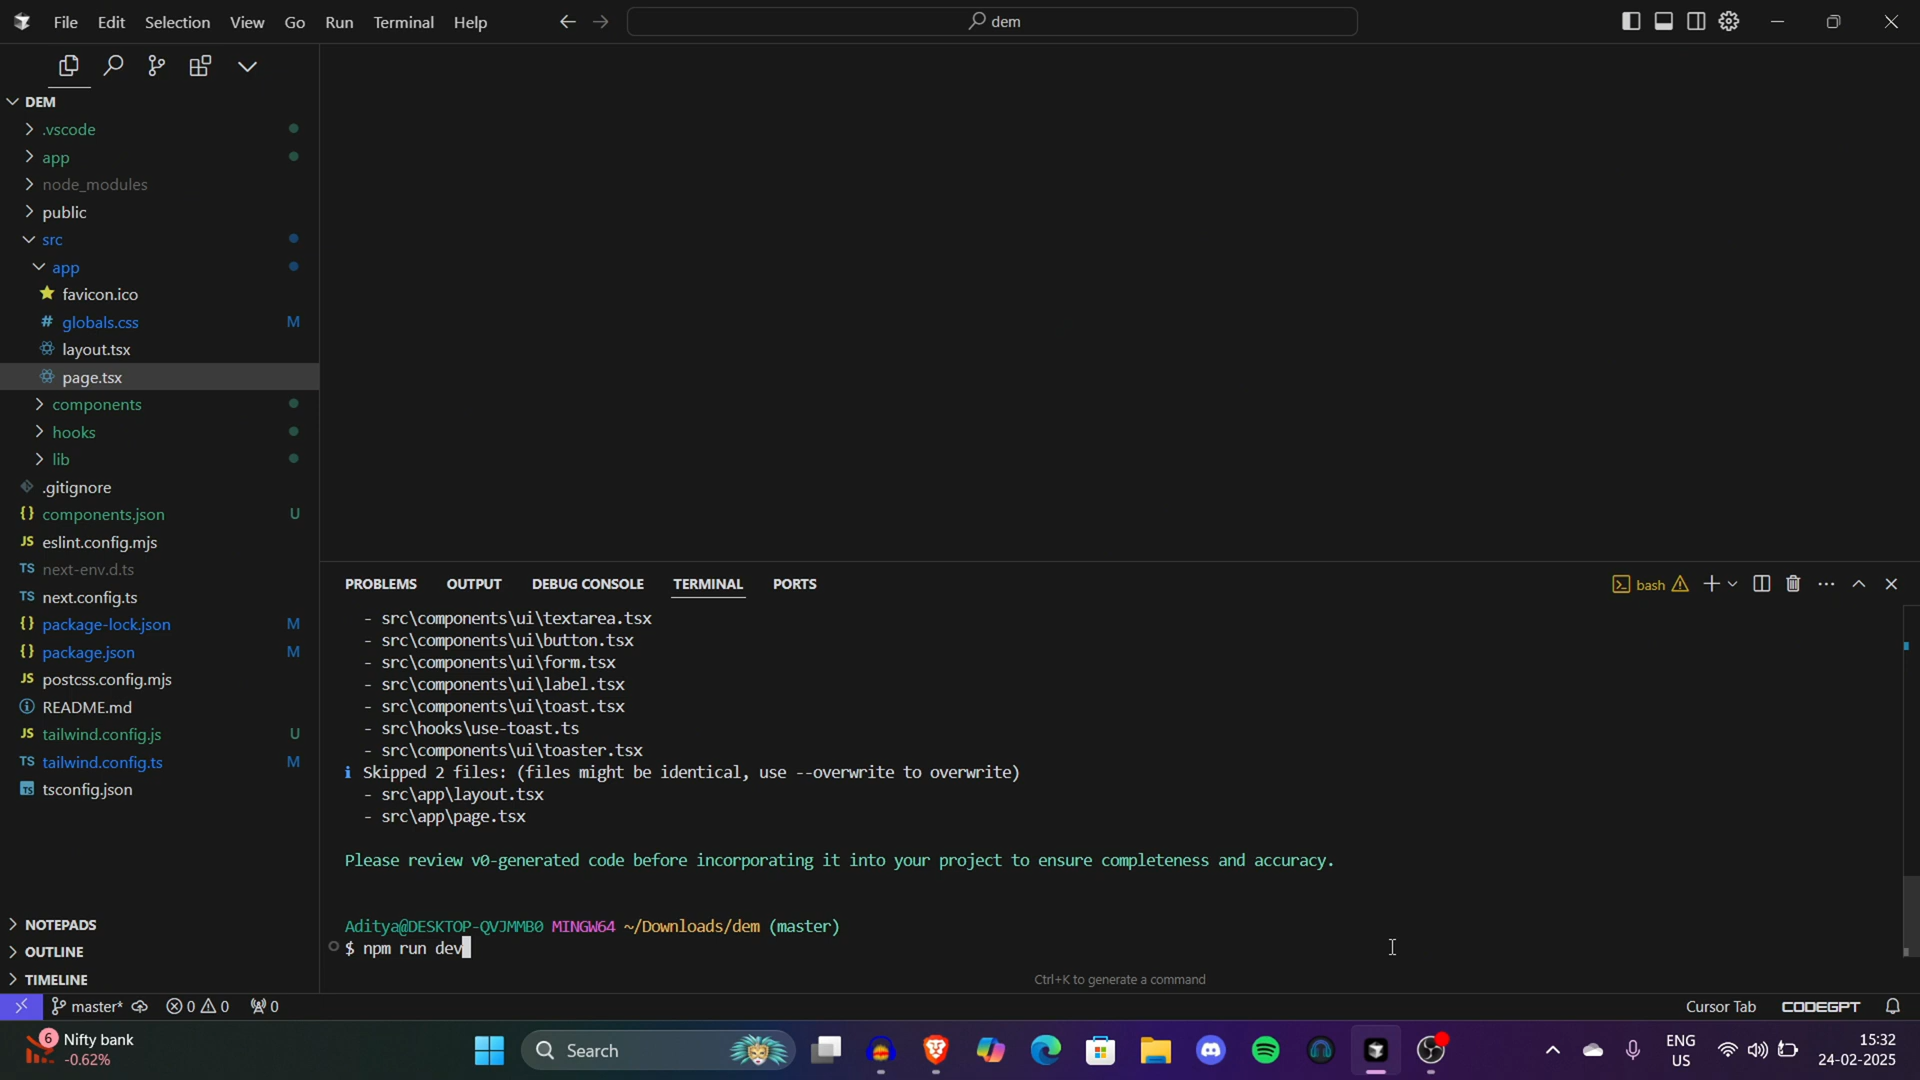 File Edit Selection View Go Run Terminal Help
dem
DEM
.vscode
app
node_modules
public
src
app
favicon.ico
# globals.css M
layout.tsx
page.tsx
components
hooks
lib
.gitignore
{} components.json U
JS eslint.config.mjs
TS next-env.d.ts
TS next.config.ts
{} package-lock.json M
{} package.json M
JS postcss.config.mjs
README.md
JS tailwind.config.js U
TS tailwind.config.ts M
TS tsconfig.json
NOTEPADS
OUTLINE
TIMELINE
PROBLEMS OUTPUT DEBUG CONSOLE TERMINAL PORTS
bash
- src\components\ui\textarea.tsx
- src\components\ui\button.tsx
- src\components\ui\form.tsx
- src\components\ui\label.tsx
- src\components\ui\toast.tsx
- src\hooks\use-toast.ts
- src\components\ui\toaster.tsx
i Skipped 2 files: (files might be identical, use --overwrite to overwrite)
- src\app\layout.tsx
- src\app\page.tsx
Please review v0-generated code before incorporating it into your project to ensure completeness and accuracy.
Aditya@DESKTOP-QVJMMB0 MINGW64 ~/Downloads/dem (master)
$ npm run dev
Ctrl+K to generate a command
master* 0 0 0
Cursor Tab CODEGPT
6 Nifty bank
-0.62%
Search
ENG
US
15:32
24-02-2025